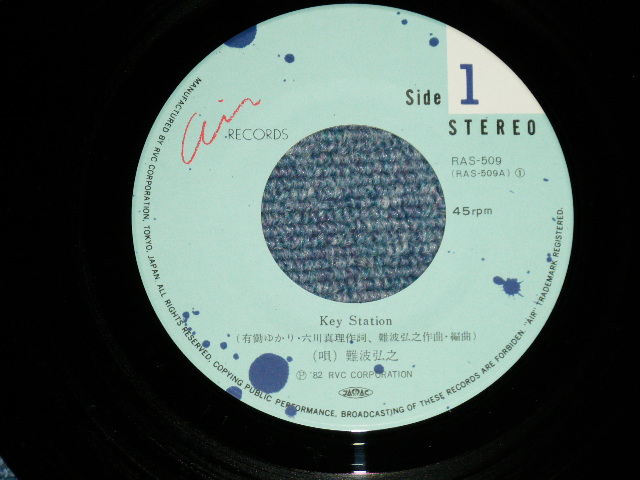 Side 1
STEREO
Air RECORDS
RAS-509
(RAS-509A) ①
45rpm
Key Station
(有鶴ゆかり・六川真理作詞、難波弘之作曲・編曲)
(唄) 難波弘之
Ⓟ '82 RVC CORPORATION
JASRAC
MANUFACTURED BY RVC CORPORATION, TOKYO, JAPAN. ALL RIGHTS RESERVED. COPYING, PUBLIC PERFORMANCE, BROADCASTING OF THESE RECORDS ARE FORBIDDEN. "AIR" TRADEMARK REGISTERED.